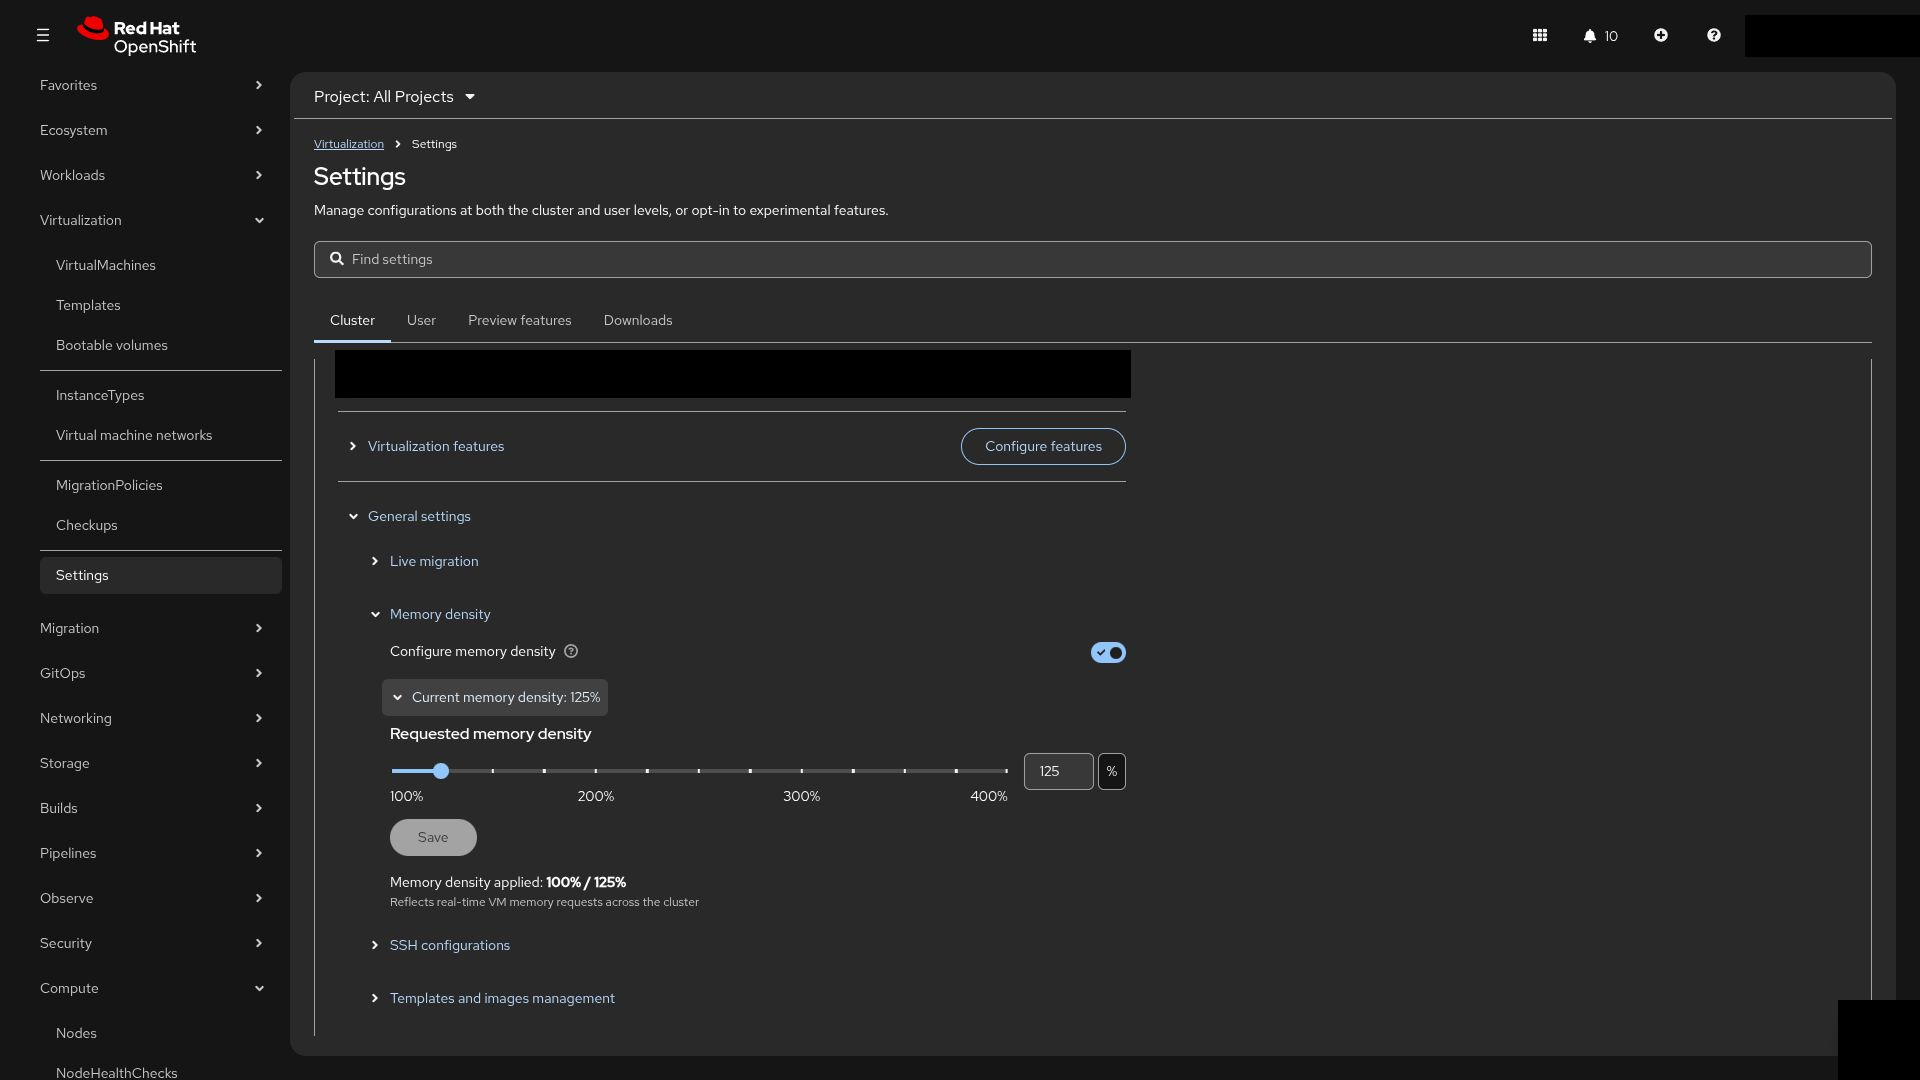 Red Hat
OpenShift
10
Favorites
Ecosystem
Workloads
Virtualization
VirtualMachines
Templates
Bootable volumes
InstanceTypes
Virtual machine networks
MigrationPolicies
Checkups
Settings
Migration
GitOps
Networking
Storage
Builds
Pipelines
Observe
Security
Compute
Nodes
NodeHealthChecks
Project: All Projects
Virtualization Settings
Settings
Manage configurations at both the cluster and user levels, or opt-in to experimental features.
Find settings
Cluster User Preview features Downloads
Virtualization features Configure features
General settings
Live migration
Memory density
Configure memory density
Current memory density: 125%
Requested memory density
125 %
100% 200% 300% 400%
Save
Memory density applied: 100% / 125%
Reflects real-time VM memory requests across the cluster
SSH configurations
Templates and images management